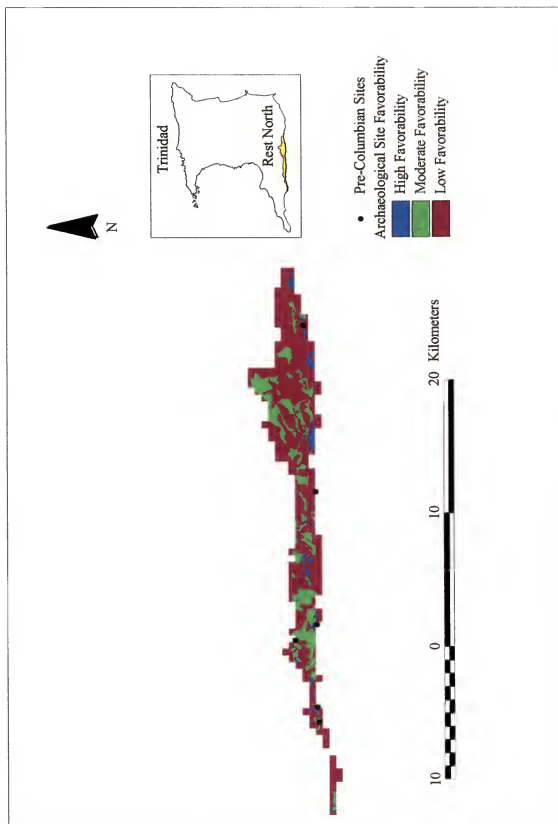 Trinidad
Rest North
N
Pre-Columbian Sites
Archaeological Site Favorability
High Favorability
Moderate Favorability
Low Favorability
10 0 10 20 Kilometers